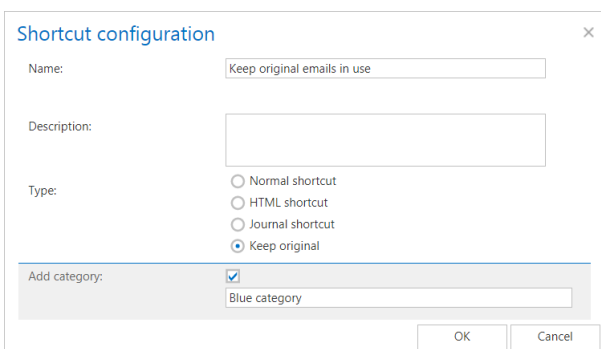 Shortcut configuration
Name: Keep original emails in use
Description:
Type:
Normal shortcut
HTML shortcut
Journal shortcut
Keep original
Add category:
Blue category
OK Cancel